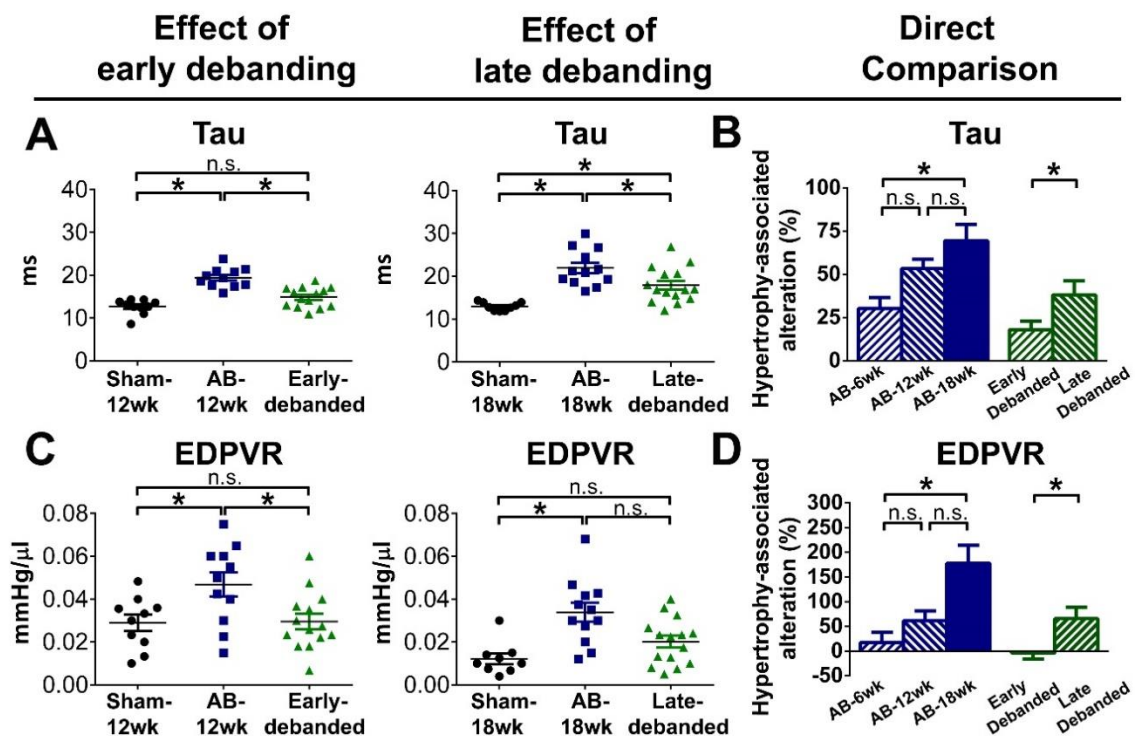 Effect of
early debanding
Effect of
late debanding
Direct
Comparison
A
Tau
n.s.
*
*
40
30
20
10
0
ms
Sham-
12wk
AB-
12wk
Early-
debanded
Tau
*
*
*
40
30
20
10
0
ms
Sham-
18wk
AB-
18wk
Late-
debanded
B
Tau
*
n.s.
n.s.
*
100
75
50
25
0
Hypertrophy-associated
alteration (%)
AB-6wk
AB-12wk
AB-18wk
Early
Debanded
Late
Debanded
C
EDPVR
n.s.
*
*
0.08
0.06
0.04
0.02
0.00
mmHg/µl
Sham-
12wk
AB-
12wk
Early-
debanded
EDPVR
n.s.
*
n.s.
0.08
0.06
0.04
0.02
0.00
mmHg/µl
Sham-
18wk
AB-
18wk
Late-
debanded
D
EDPVR
*
n.s.
n.s.
*
300
250
200
150
100
50
0
-50
Hypertrophy-associated
alteration (%)
AB-6wk
AB-12wk
AB-18wk
Early
Debanded
Late
Debanded